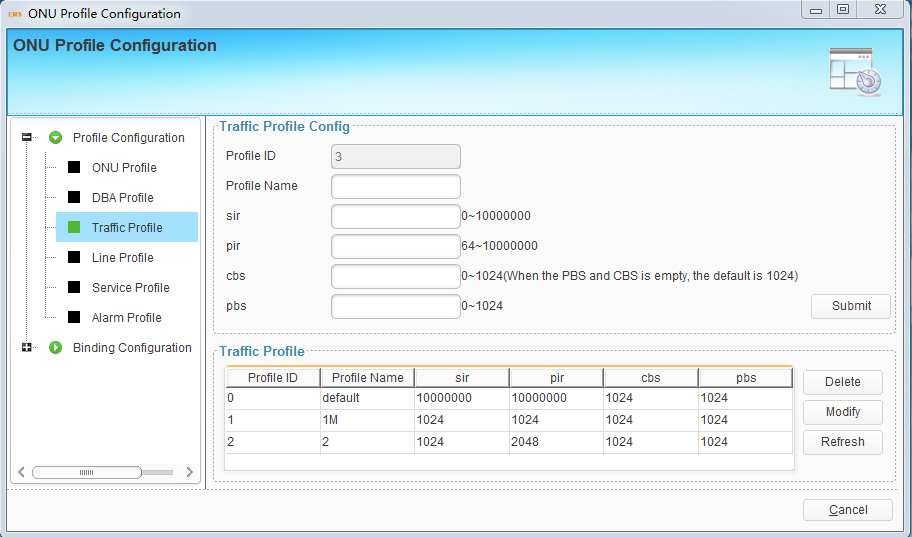 EMS ONU Profile Configuration
ONU Profile Configuration
Profile Configuration
ONU Profile
DBA Profile
Traffic Profile
Line Profile
Service Profile
Alarm Profile
Binding Configuration
Traffic Profile Config
Profile ID 3
Profile Name
sir 0~10000000
pir 64~10000000
cbs 0~1024(When the PBS and CBS is empty, the default is 1024)
pbs 0~1024 Submit
Traffic Profile
Profile ID Profile Name sir pir cbs pbs
0 default 10000000 10000000 1024 1024
1 1M 1024 1024 1024 1024
2 2 1024 2048 1024 1024
Delete
Modify
Refresh
Cancel